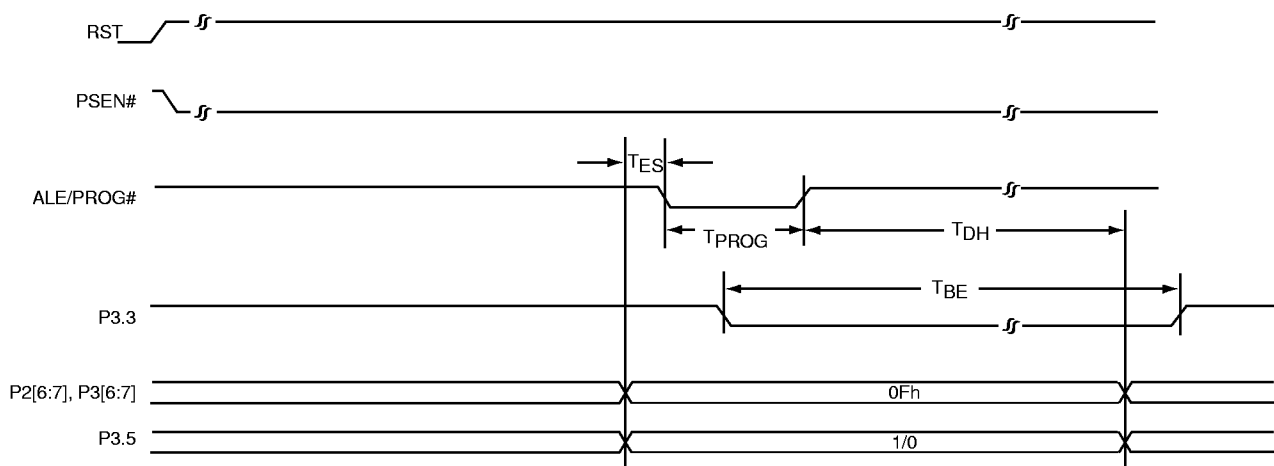 RST
PSEN#
TES
ALE/PROG#
TPROG
TDH
TBE
P3.3
P2[6:7], P3[6:7]
0Fh
P3.5
1/0